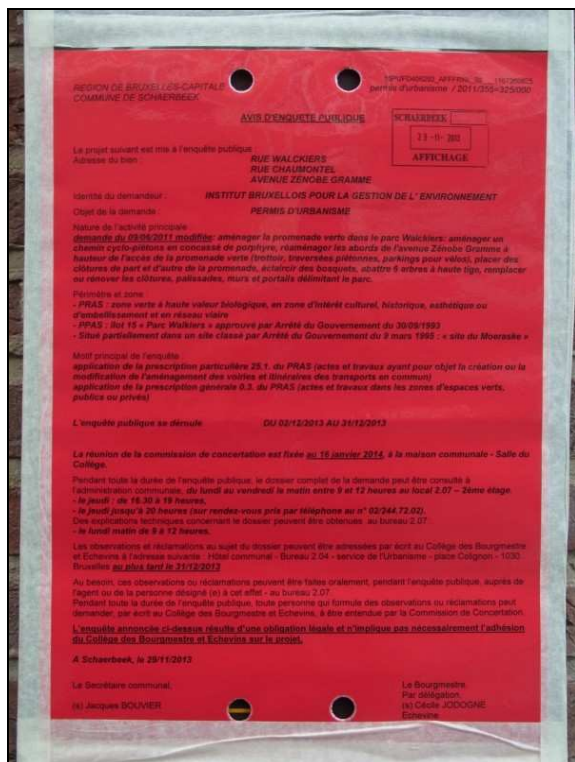 REGION DE BRUXELLES-CAPITALE
COMMUNE DE SCHAERBEEK
permis d'urbanisme / 2011/355=325/000
AVIS D'ENQUETE PUBLIQUE
SCHAERBEEK
29-11-2013
AFFICHAGE
Le projet suivant est mis à l'enquête publique
Adresse du bien : RUE WALCKIERS
RUE CHAUMONTEL
AVENUE ZÉNOBE GRAMME
Identité du demandeur : INSTITUT BRUXELLOIS POUR LA GESTION DE L' ENVIRONNEMENT
Objet de la demande : PERMIS D'URBANISME
Nature de l'activité principale :
demande du 09/06/2011 modifiée: aménager la promenade verte dans le parc Walckiers: aménager un
chemin cyclo-piétons en concassé de porphyre, réaménager les abords de l'avenue Zénobe Gramme à
hauteur de l'accès de la promenade verte (trottoir, traversées piétonnes, parkings pour vélos), placer des
clôtures de part et d'autre de la promenade, éclaircir des bosquets, abattre 6 arbres à haute tige, remplacer
ou rénover les clôtures, palissades, murs et portails délimitant le parc.
Périmètre et zone :
- PRAS : zone verte à haute valeur biologique, en zone d'intérêt culturel, historique, esthétique ou
d'embellissement et en réseau viaire
- PPAS : îlot 15 « Parc Walkiers » approuvé par Arrêté du Gouvernement du 30/09/1993
- Situé partiellement dans un site classé par Arrêté du Gouvernement du 9 mars 1995 : « site du Moeraske »
Motif principal de l'enquête :
application de la prescription particulière 25.1. du PRAS (actes et travaux ayant pour objet la création ou la
modification de l'aménagement des voiries et itinéraires des transports en commun)
application de la prescription générale 0.3. du PRAS (actes et travaux dans les zones d'espaces verts,
publics ou privés)
L'enquête publique se déroule DU 02/12/2013 AU 31/12/2013
La réunion de la commission de concertation est fixée au 16 janvier 2014, à la maison communale - Salle du
Collège.
Pendant toute la durée de l'enquête publique, le dossier complet de la demande peut être consulté à
l'administration communale, du lundi au vendredi le matin entre 9 et 12 heures au local 2.07 – 2ème étage
- le jeudi : de 16.30 à 19 heures,
- le jeudi jusqu'à 20 heures (sur rendez-vous pris par téléphone au n° 02/244.72.02).
Des explications techniques concernant le dossier peuvent être obtenues au bureau 2.07 :
- le lundi matin de 9 à 12 heures.
Les observations et réclamations au sujet du dossier peuvent être adressées par écrit au Collège des Bourgmestre
et Echevins à l'adresse suivante : Hôtel communal - Bureau 2.04 - service de l'Urbanisme - place Colignon - 1030
Bruxelles au plus tard le 31/12/2013
Au besoin, ces observations ou réclamations peuvent être faites oralement, pendant l'enquête publique, auprès de
l'agent ou de la personne désigné (e) à cet effet - au bureau 2.07.
Pendant toute la durée de l'enquête publique, toute personne qui formule des observations ou réclamations peut
demander, par écrit au Collège des Bourgmestre et Echevins, à être entendue par la Commission de Concertation.
L'enquête annoncée ci-dessus résulte d'une obligation légale et n'implique pas nécessairement l'adhésion
du Collège des Bourgmestre et Echevins sur le projet.
A Schaerbeek, le 29/11/2013
Le Secrétaire communal,
(s) Jacques BOUVIER
Le Bourgmestre,
Par délégation,
(s) Cécile JODOGNE
Echevine